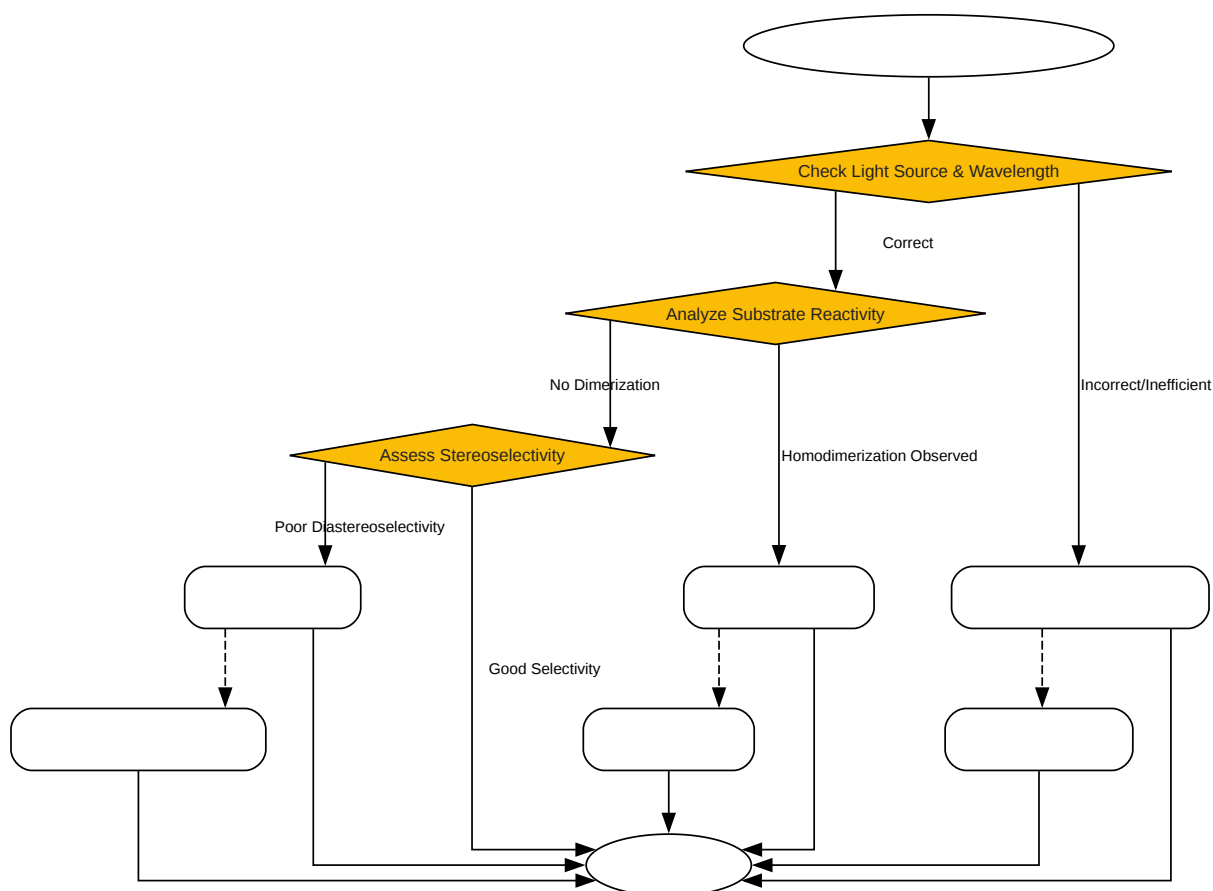 Check Light Source & Wavelength
Correct
Analyze Substrate Reactivity
No Dimerization
Incorrect/Inefficient
Assess Stereoselectivity
Homodimerization Observed
Poor Diastereoselectivity
Good Selectivity